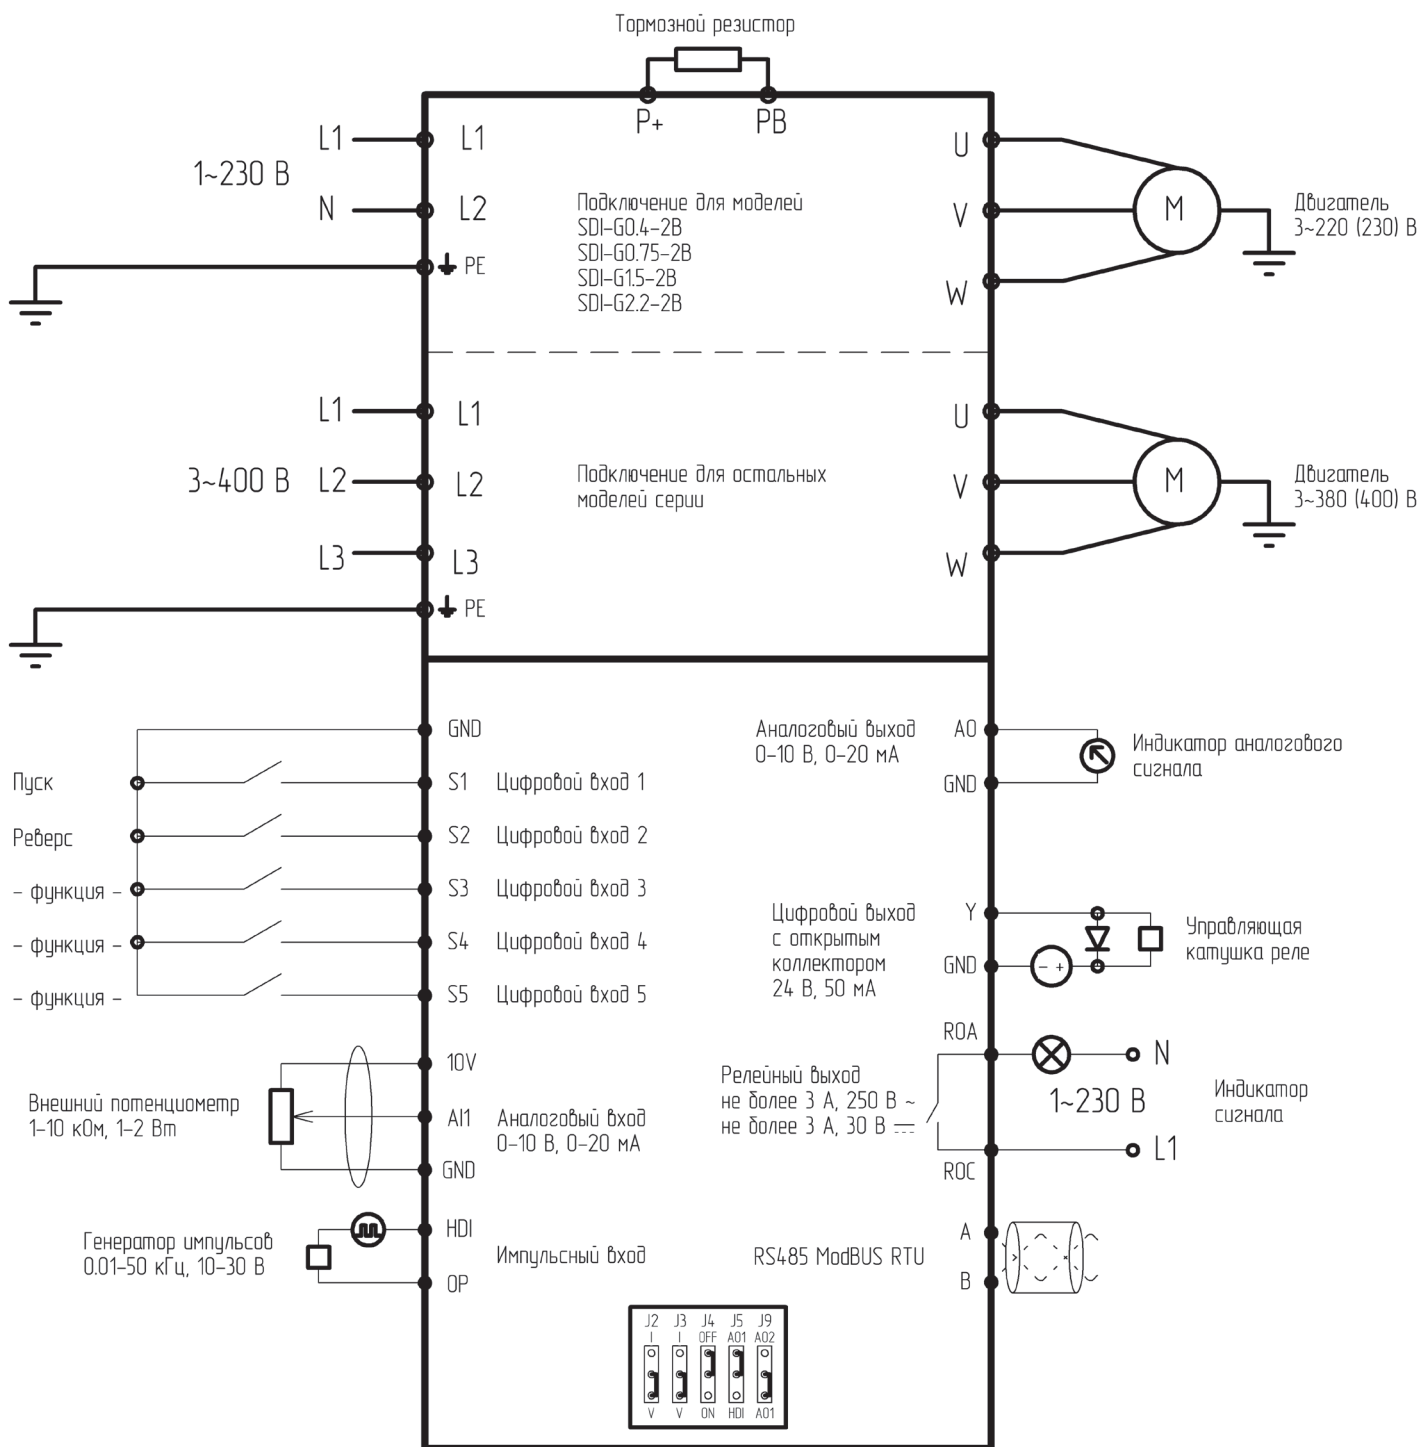 Тормозной резистор
P+ PB
L1 L1 U
1~230 В
N L2 V
PE W
Подключение для моделей
SDI-G0.4-2B
SDI-G0.75-2B
SDI-G1.5-2B
SDI-G2.2-2B
M
Двигатель
3~220 (230) В
L1 L1 U
3~400 В L2 L2 V
L3 L3 W
PE
Подключение для остальных
моделей серии
M
Двигатель
3~380 (400) В
GND
Пуск S1 Цифровой вход 1
Реверс S2 Цифровой вход 2
- функция - S3 Цифровой вход 3
- функция - S4 Цифровой вход 4
- функция - S5 Цифровой вход 5
Аналоговый выход AO
0-10 В, 0-20 мА
GND
Индикатор аналогового
сигнала
Цифровой выход Y
с открытым
коллектором GND
24 В, 50 мА
- +
Управляющая
катушка реле
10V
Внешний потенциометр
1-10 кОм, 1-2 Вт
AI1 Аналоговый вход
0-10 В, 0-20 мА
GND
ROA
Релейный выход
не более 3 А, 250 В ~
не более 3 А, 30 В
ROC
N
1~230 В
L1
Индикатор
сигнала
Генератор импульсов
0.01-50 кГц, 10-30 В
HDI
Импульсный вход
OP
RS485 ModBUS RTU
A
B
J2 J3 J4 J5 J9
I I OFF AO1 AO2
V V ON HDI AO1